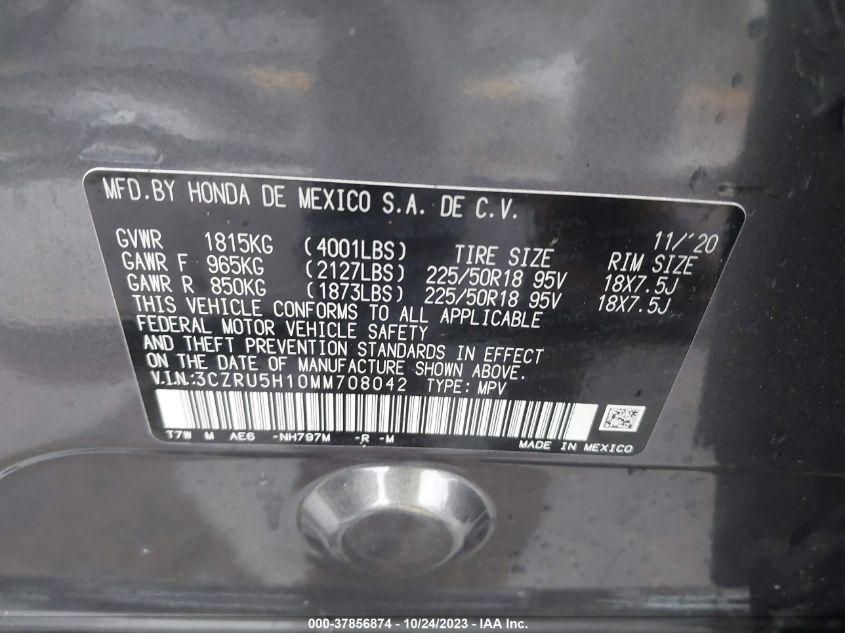 MFD.BY HONDA DE MEXICO S.A. DE C.V.
11/'20
GVWR 1815KG (4001LBS) TIRE SIZE RIM SIZE
GAWR F 965KG (2127LBS) 225/50R18 95V 18X7.5J
GAWR R 850KG (1873LBS) 225/50R18 95V 18X7.5J
THIS VEHICLE CONFORMS TO ALL APPLICABLE
FEDERAL MOTOR VEHICLE SAFETY
AND THEFT PREVENTION STANDARDS IN EFFECT
ON THE DATE OF MANUFACTURE SHOWN ABOVE.
V.I.N.:3CZRU5H10MM708042 TYPE: MPV
T7W M AE6 -NH797M -R -M
MADE IN MEXICO
000-37856874 - 10/24/2023 - IAA Inc.